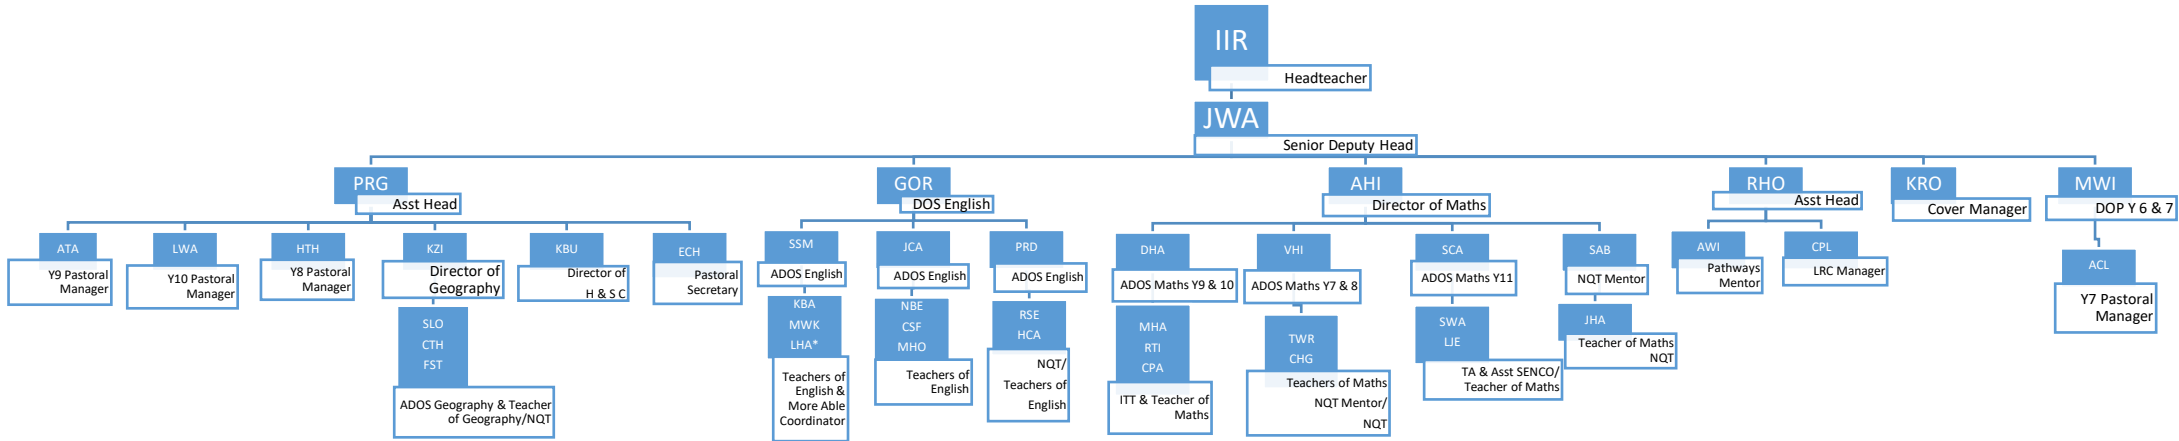 IIR
Headteacher
JWA
Senior Deputy Head
PRG
Asst Head
GOR
DOS English
AHI
Director of Maths
RHO
Asst Head
KRO
Cover Manager
MWI
DOP Y 6 & 7
ATA
Y9 Pastoral
Manager
LWA
Y10 Pastoral
Manager
HTH
Y8 Pastoral
Manager
KZI
Director of
Geography
KBU
Director of
H & S C
ECH
Pastoral
Secretary
SSM
ADOS English
JCA
ADOS English
PRD
ADOS English
DHA
ADOS Maths Y9 & 10
VHI
ADOS Maths Y7 & 8
SCA
ADOS Maths Y11
SAB
NQT Mentor
AWI
Pathways
Mentor
CPL
LRC Manager
ACL
Y7 Pastoral
Manager
SLO
CTH
FST
ADOS Geography & Teacher
of Geography/NQT
KBA
MWK
LHA*
Teachers of
English &
More Able
Coordinator
NBE
CSF
MHO
Teachers of
English
RSE
HCA
NQT/
Teachers of
English
MHA
RTI
CPA
ITT & Teacher of
Maths
TWR
CHG
Teachers of Maths
NQT Mentor/
NQT
SWA
LJE
TA & Asst SENCO/
Teacher of Maths
JHA
Teacher of Maths
NQT